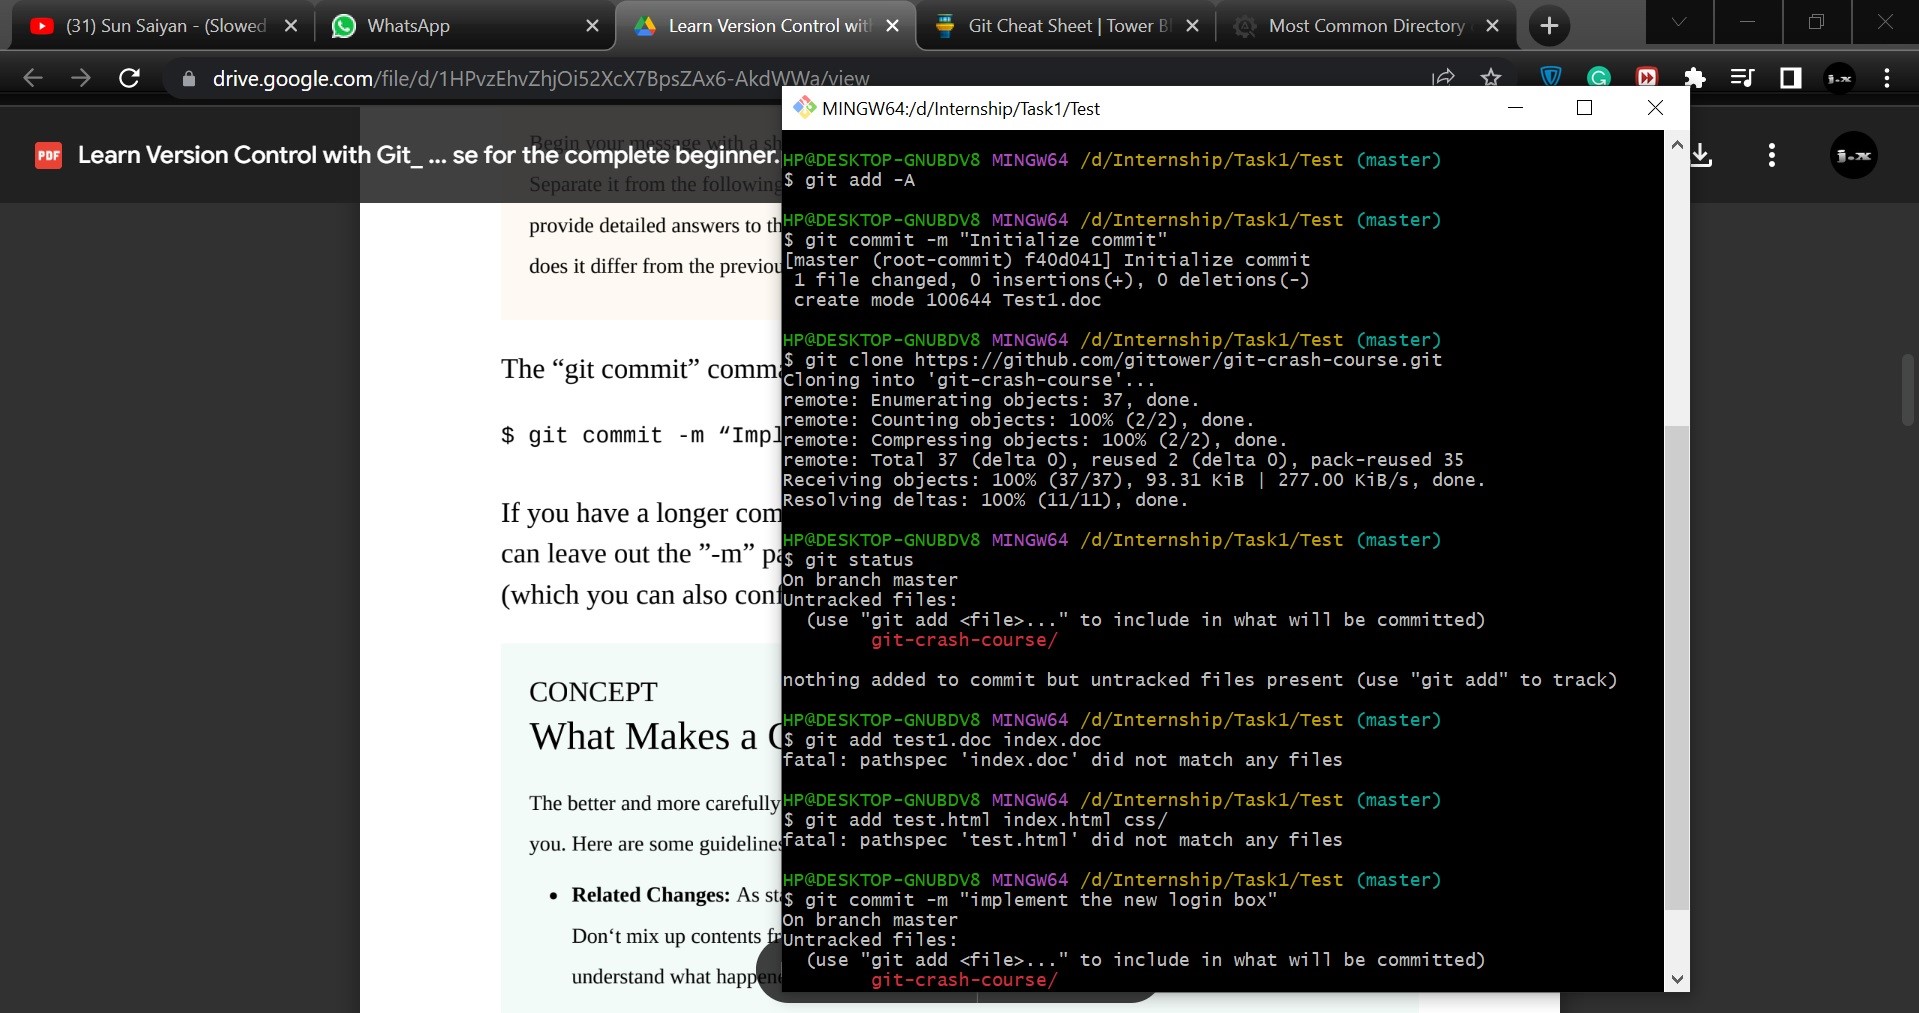 (31) Sun Saiyan - (Slowed
WhatsApp
Learn Version Control wit
Git Cheat Sheet | Tower Bl
Most Common Directory
drive.google.com/file/d/1HPvzEhvZhjOi52XcX7BpsZAx6-AkdWWa/view
PDF
Learn Version Control with Git_ ... se for the complete beginner.
j.x
Begin your message with a sh
Separate it from the following
provide detailed answers to th
does it differ from the previou
The “git commit” comma
$ git commit -m “Impl
If you have a longer com
can leave out the ”-m” pa
(which you can also conf
CONCEPT
What Makes a C
The better and more carefully
you. Here are some guidelines
• Related Changes: As sta
Don‘t mix up contents fr
understand what happene
MINGW64:/d/Internship/Task1/Test
HP@DESKTOP-GNUBDV8 MINGW64 /d/Internship/Task1/Test (master)
$ git add -A
HP@DESKTOP-GNUBDV8 MINGW64 /d/Internship/Task1/Test (master)
$ git commit -m "Initialize commit"
[master (root-commit) f40d041] Initialize commit
1 file changed, 0 insertions(+), 0 deletions(-)
create mode 100644 Test1.doc
HP@DESKTOP-GNUBDV8 MINGW64 /d/Internship/Task1/Test (master)
$ git clone https://github.com/gittower/git-crash-course.git
Cloning into 'git-crash-course'...
remote: Enumerating objects: 37, done.
remote: Counting objects: 100% (2/2), done.
remote: Compressing objects: 100% (2/2), done.
remote: Total 37 (delta 0), reused 2 (delta 0), pack-reused 35
Receiving objects: 100% (37/37), 93.31 KiB | 277.00 KiB/s, done.
Resolving deltas: 100% (11/11), done.
HP@DESKTOP-GNUBDV8 MINGW64 /d/Internship/Task1/Test (master)
$ git status
On branch master
Untracked files:
(use "git add <file>..." to include in what will be committed)
git-crash-course/
nothing added to commit but untracked files present (use "git add" to track)
HP@DESKTOP-GNUBDV8 MINGW64 /d/Internship/Task1/Test (master)
$ git add test1.doc index.doc
fatal: pathspec 'index.doc' did not match any files
HP@DESKTOP-GNUBDV8 MINGW64 /d/Internship/Task1/Test (master)
$ git add test.html index.html css/
fatal: pathspec 'test.html' did not match any files
HP@DESKTOP-GNUBDV8 MINGW64 /d/Internship/Task1/Test (master)
$ git commit -m "implement the new login box"
On branch master
Untracked files:
(use "git add <file>..." to include in what will be committed)
git-crash-course/